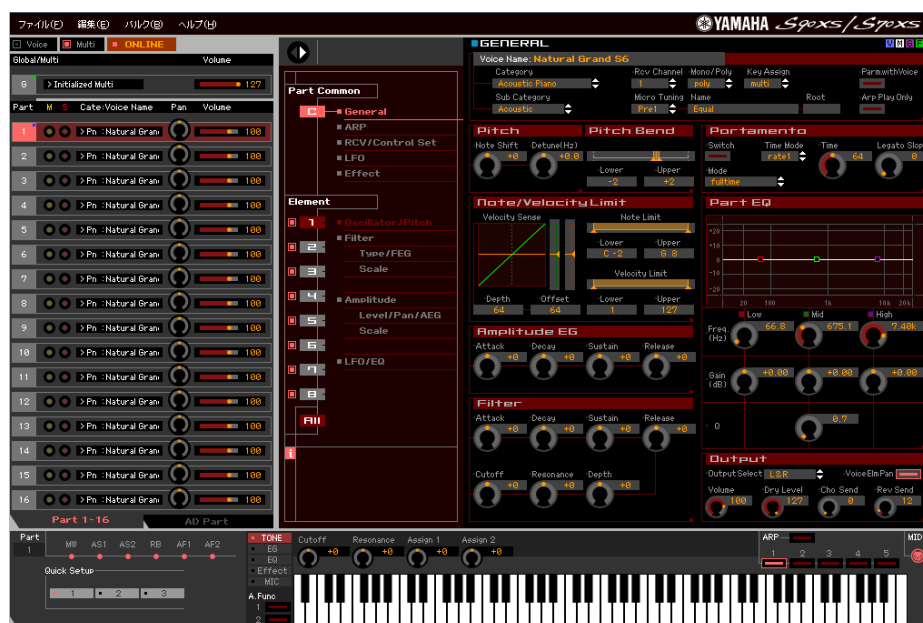 ファイル(F) 編集(E) バルク(B) ヘルプ(H)
YAMAHA S90XS/S70XS
Voice Multi ONLINE
Global/Multi Volume
G >Initialized Multi 127
Part M S Cate:Voice Name Pan Volume
1 >Pn :Natural Gran 100
2 >Pn :Natural Gran 100
3 >Pn :Natural Gran 100
4 >Pn :Natural Gran 100
5 >Pn :Natural Gran 100
6 >Pn :Natural Gran 100
7 >Pn :Natural Gran 100
8 >Pn :Natural Gran 100
9 >Pn :Natural Gran 100
10 >Pn :Natural Gran 100
11 >Pn :Natural Gran 100
12 >Pn :Natural Gran 100
13 >Pn :Natural Gran 100
14 >Pn :Natural Gran 100
15 >Pn :Natural Gran 100
16 >Pn :Natural Gran 100
Part 1-16 AD Part
Part Common
C General
ARP
RCV/Control Set
LFO
Effect
Element
1 Oscillator/Pitch
2 Filter
Type/FEG
3 Scale
4 Amplitude
5 Level/Pan/AEG
Scale
6
7 LFO/EQ
8
All
i
GENERAL
Voice Name: Natural Grand S6
Category Rcv Channel Mono/Poly Key Assign Parm.withVoice
Acoustic Piano 1 poly multi
Sub Category Micro Tuning Name Root Arp Play Only
Acoustic Pre1 Equal
Pitch
Note Shift Detune(Hz)
+0 +0.0
Pitch Bend
Lower Upper
-2 +2
Portamento
Switch Time Mode Time Legato Slop
rate1 64 0
Mode
fulltime
Note/Velocity Limit
Velocity Sense Note Limit
Lower Upper
C -2 G 8
Velocity Limit
Depth Offset Lower Upper
64 64 1 127
Part EQ
+20
+10
0
-10
-20
20 100 1k 10k 20k
Low Mid High
Freq. (Hz) 66.8 675.1 7.40k
Gain (dB) +0.00 +0.00 +0.00
Q 0.7
Amplitude EG
Attack Decay Sustain Release
+0 +0 +0 +0
Filter
Attack Decay Sustain Release
+0 +0 +0 +0
Cutoff Resonance Depth
+0 +0 +0
Output
Output Select L&R Voice Elm Pan
Volume Dry Level Cho Send Rev Send
100 127 0 12
Part
1
MW AS1 AS2 RB AF1 AF2
Quick Setup
1 2 3
TONE
EG
EQ
Effect
MIC
A.Func
1
2
Cutoff Resonance Assign 1 Assign 2
+0 +0 +0 +0
ARP
1 2 3 4 5
MID